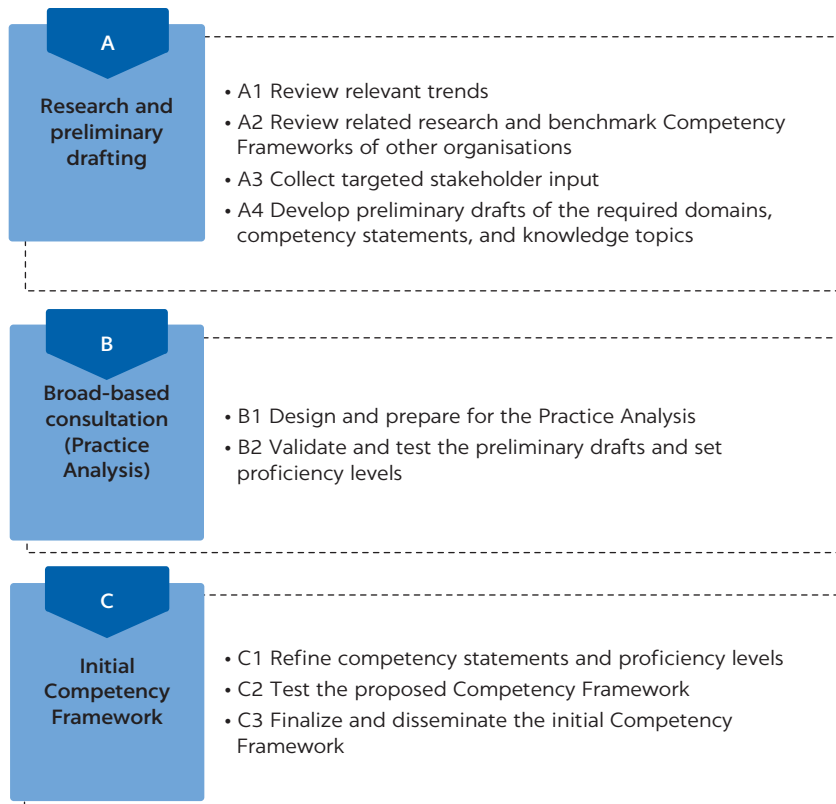 A
Research and
preliminary
drafting
• A1 Review relevant trends
• A2 Review related research and benchmark Competency
Frameworks of other organisations
• A3 Collect targeted stakeholder input
• A4 Develop preliminary drafts of the required domains,
competency statements, and knowledge topics
B
Broad-based
consultation
(Practice
Analysis)
• B1 Design and prepare for the Practice Analysis
• B2 Validate and test the preliminary drafts and set
proficiency levels
C
Initial
Competency
Framework
• C1 Refine competency statements and proficiency levels
• C2 Test the proposed Competency Framework
• C3 Finalize and disseminate the initial Competency
Framework